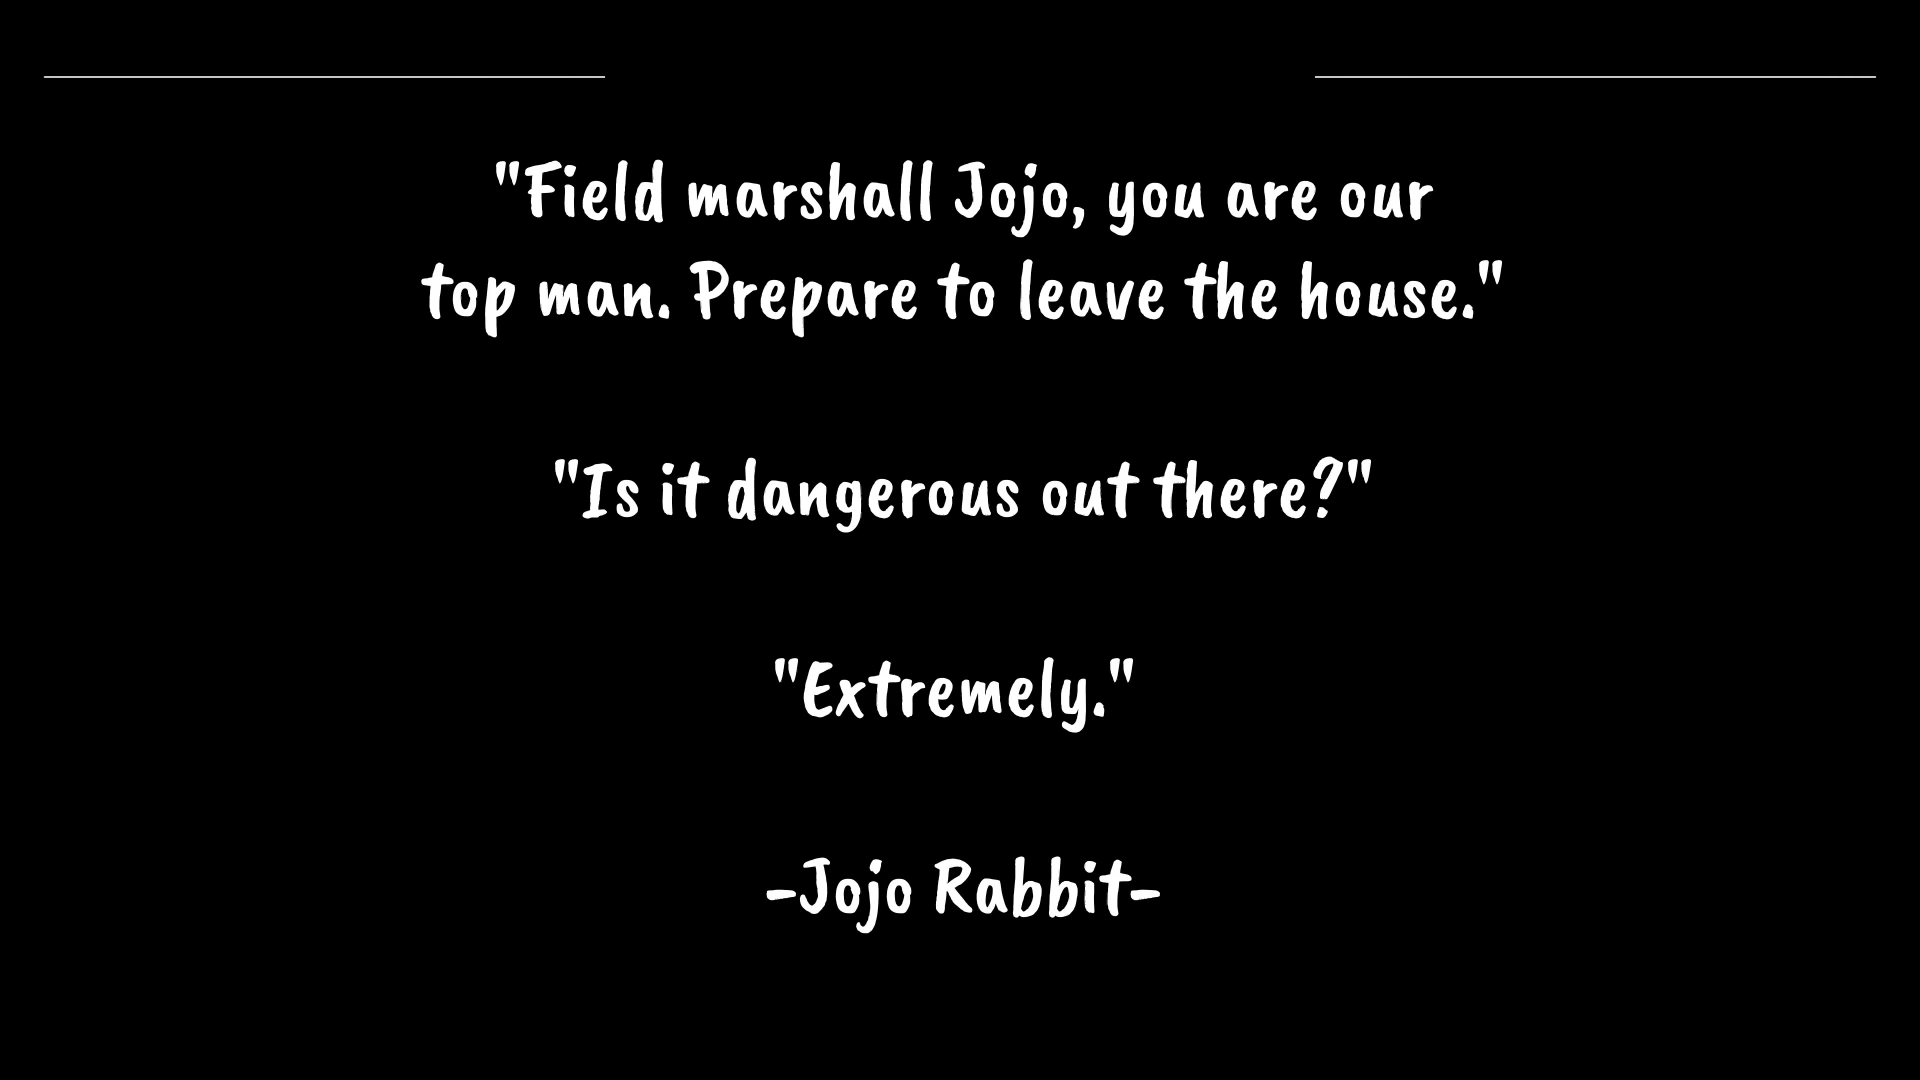 "Field marshall Jojo, you are our
top man. Prepare to leave the house."
"Is it dangerous out there?"
"Extremely."
-Jojo Rabbit-